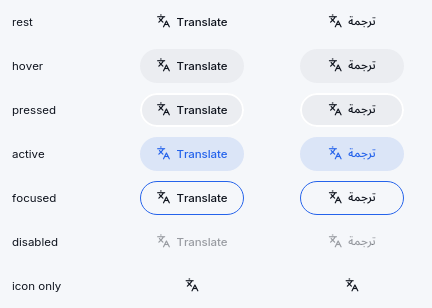 rest Translate ترجمة
hover Translate ترجمة
pressed Translate ترجمة
active Translate ترجمة
focused Translate ترجمة
disabled Translate ترجمة
icon only